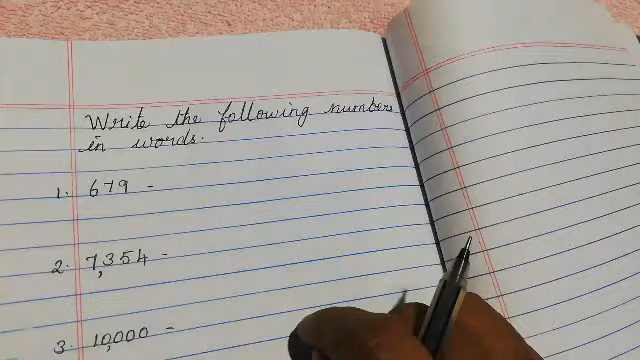 Write the following numbers
in words.
1. 679 -
2. 7,354 -
3. 10,000 -